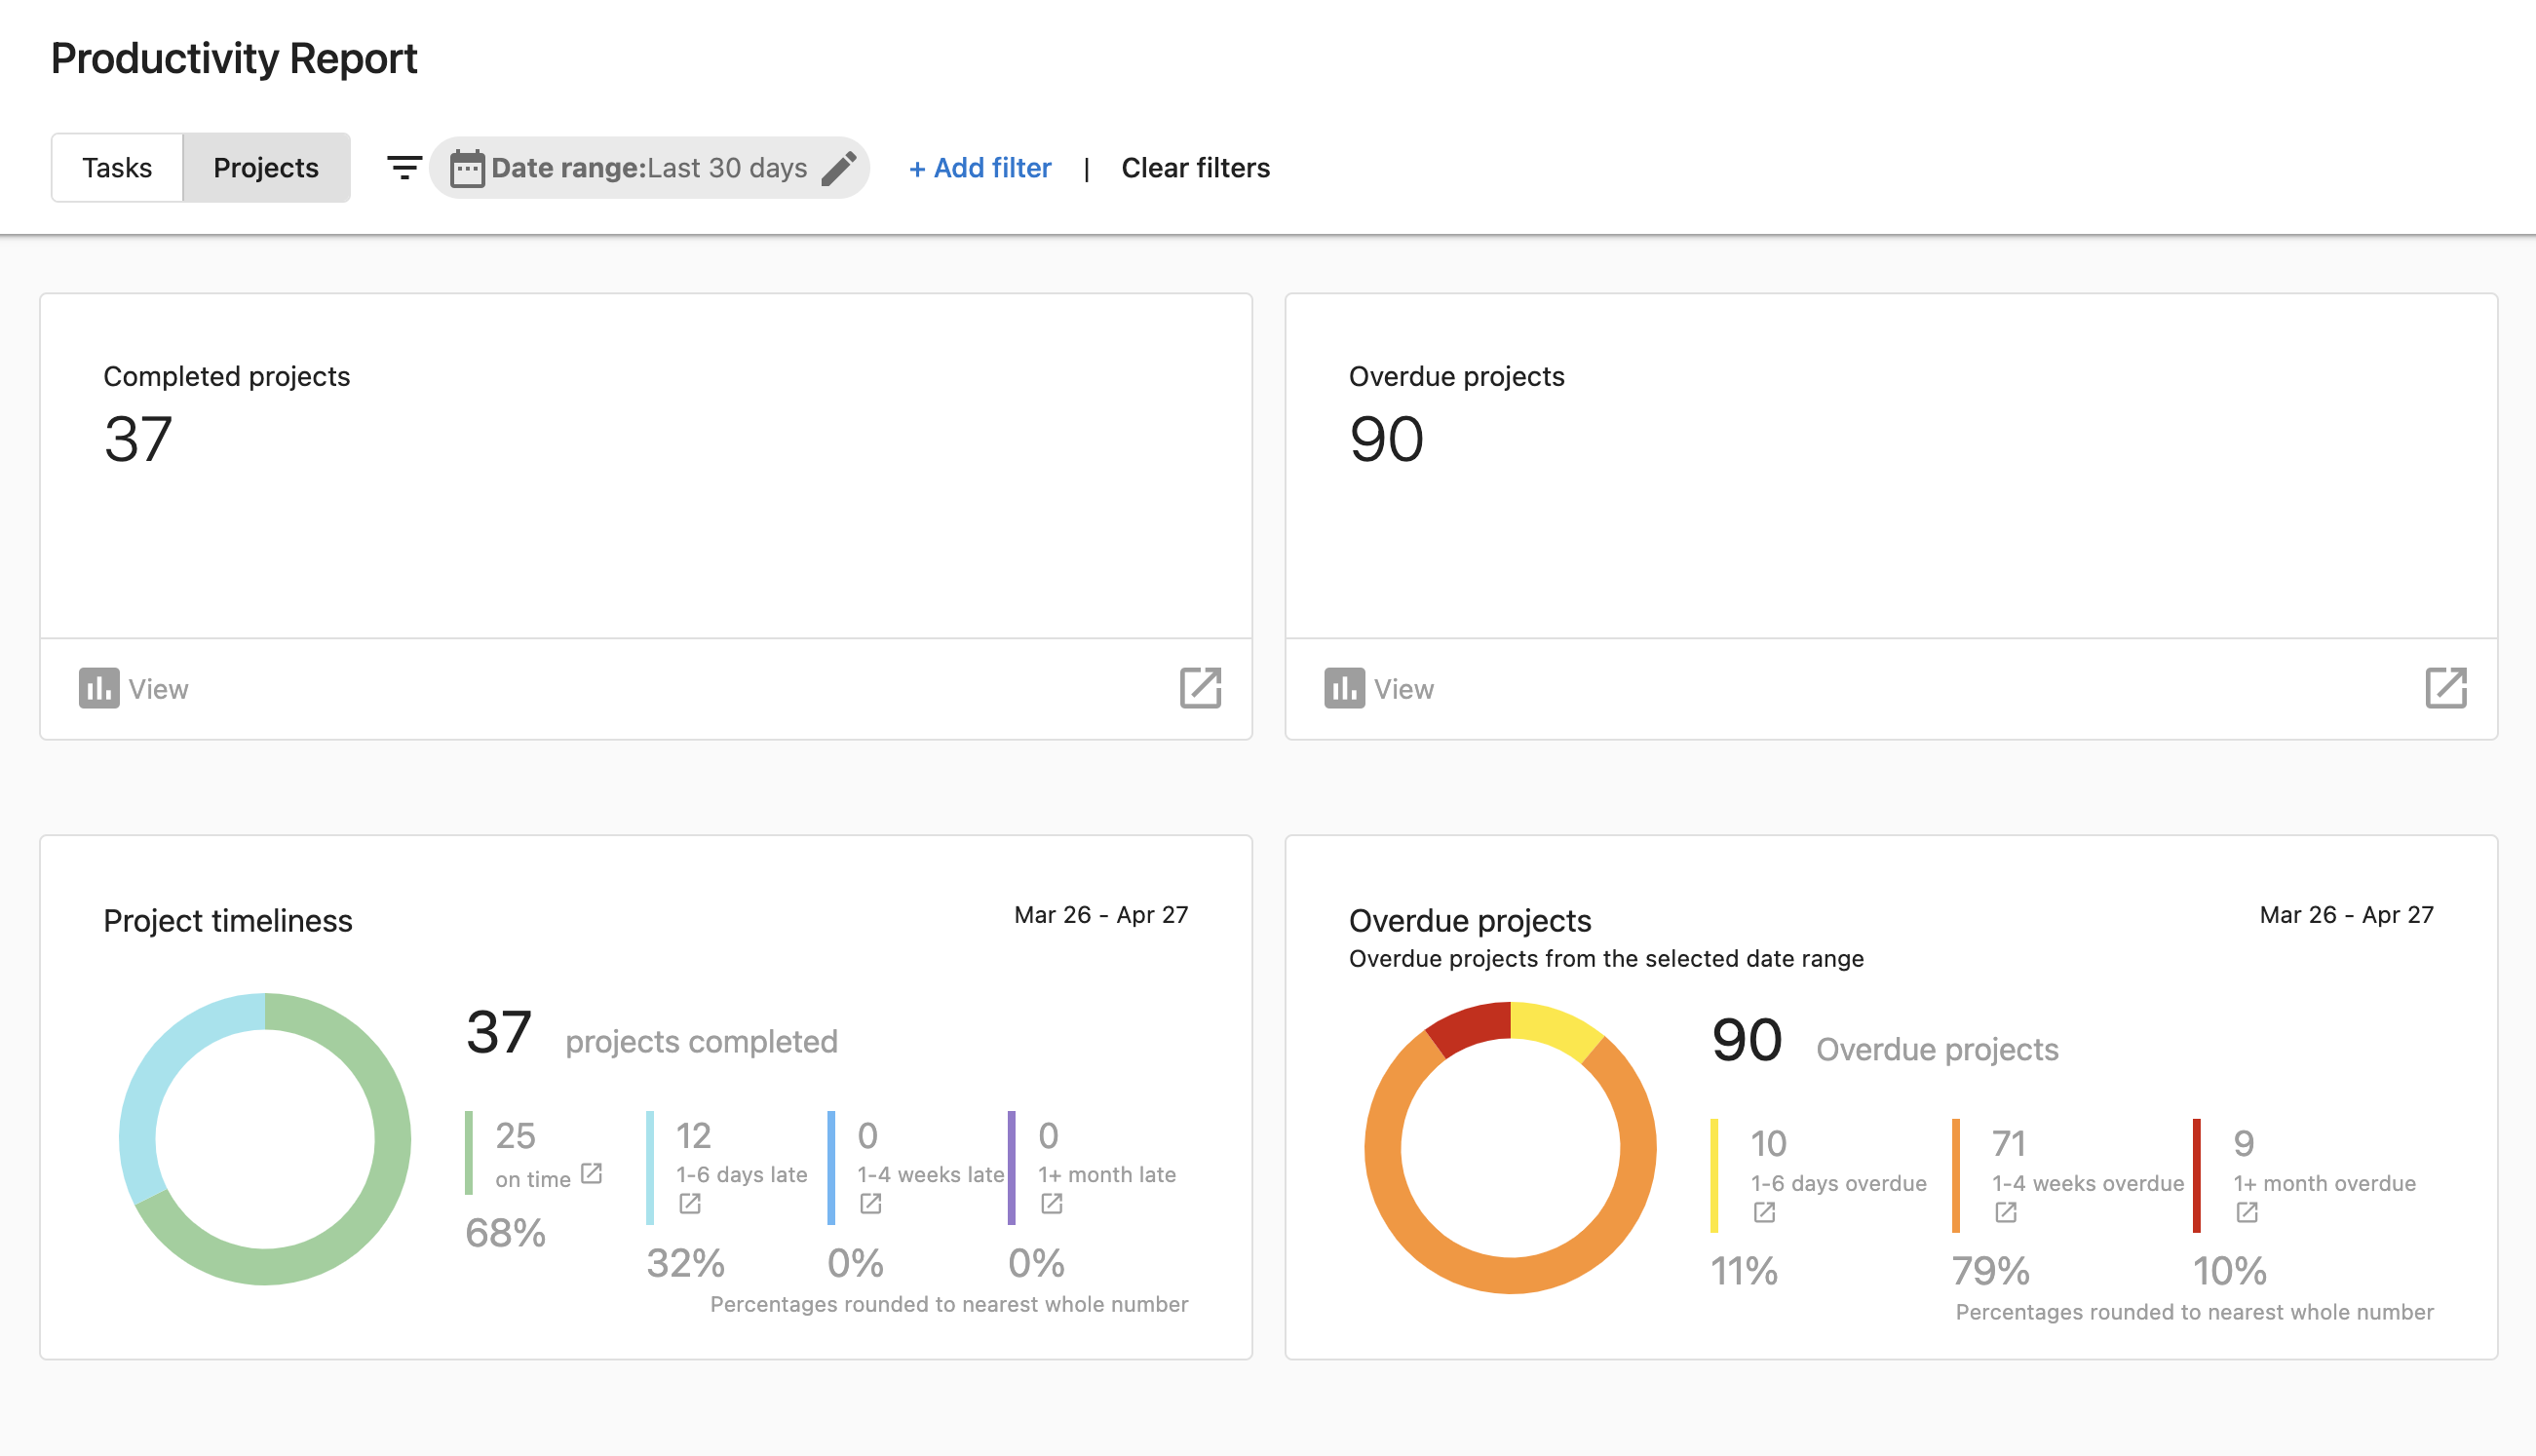 Productivity Report
Tasks Projects Date range:Last 30 days + Add filter | Clear filters
Completed projects
37
View
Overdue projects
90
View
Project timeliness
Mar 26 - Apr 27
37 projects completed
25 12 0 0
on time 1-6 days late 1-4 weeks late 1+ month late
68% 32% 0% 0%
Percentages rounded to nearest whole number
Overdue projects
Mar 26 - Apr 27
Overdue projects from the selected date range
90 Overdue projects
10 71 9
1-6 days overdue 1-4 weeks overdue 1+ month overdue
11% 79% 10%
Percentages rounded to nearest whole number